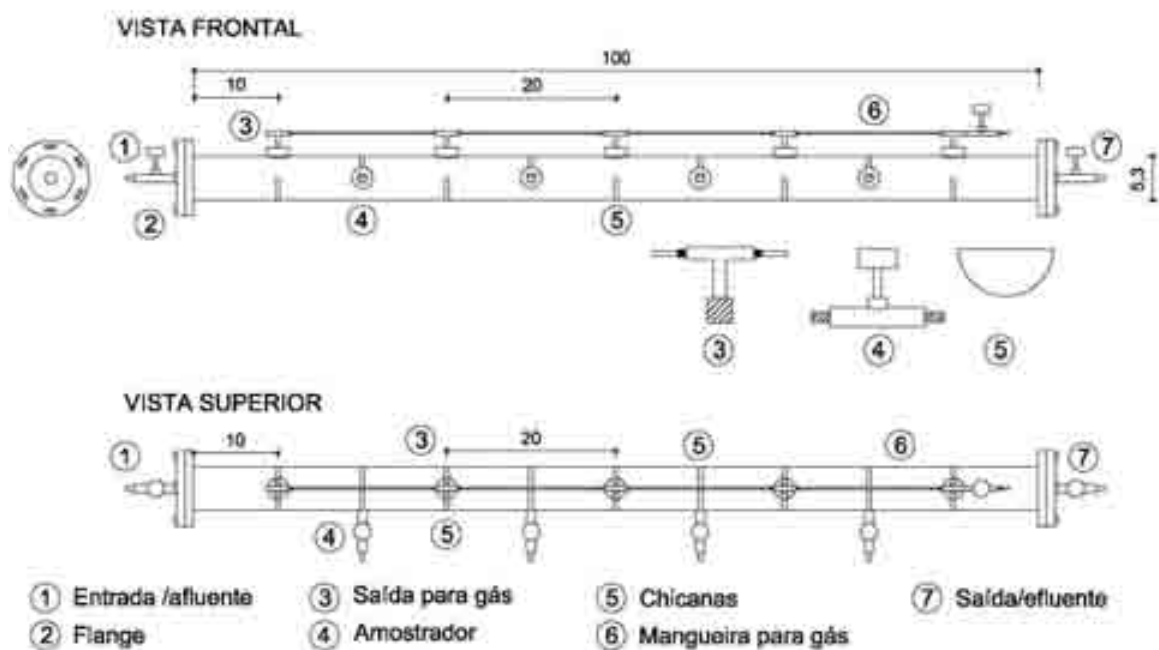 VISTA FRONTAL
100
10
20
6
3
1
7
5,3
2
4
5
3
4
5
VISTA SUPERIOR
10
3
20
5
6
1
7
4
5
1 Entrada /afluente
3 Saída para gás
5 Chicanas
7 Saída/efluente
2 Flange
4 Amostrador
6 Mangueira para gás